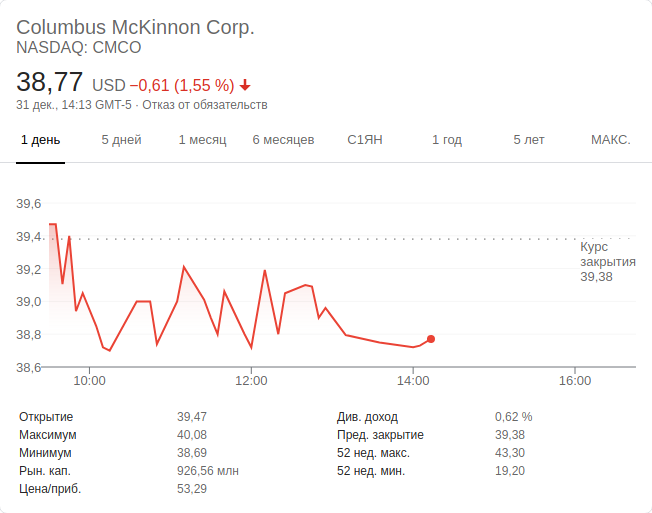 Columbus McKinnon Corp.
NASDAQ: CMCO
38,77 USD −0,61 (1,55 %)
31 дек., 14:13 GMT-5 · Отказ от обязательств
1 день 5 дней 1 месяц 6 месяцев С1ЯН 1 год 5 лет МАКС.
39,6
39,4
39,2
39,0
38,8
38,6
Курс
закрытия
39,38
10:00 12:00 14:00 16:00
Открытие 39,47 Див. доход 0,62 %
Максимум 40,08 Пред. закрытие 39,38
Минимум 38,69 52 нед. макс. 43,30
Рын. кап. 926,56 млн 52 нед. мин. 19,20
Цена/приб. 53,29